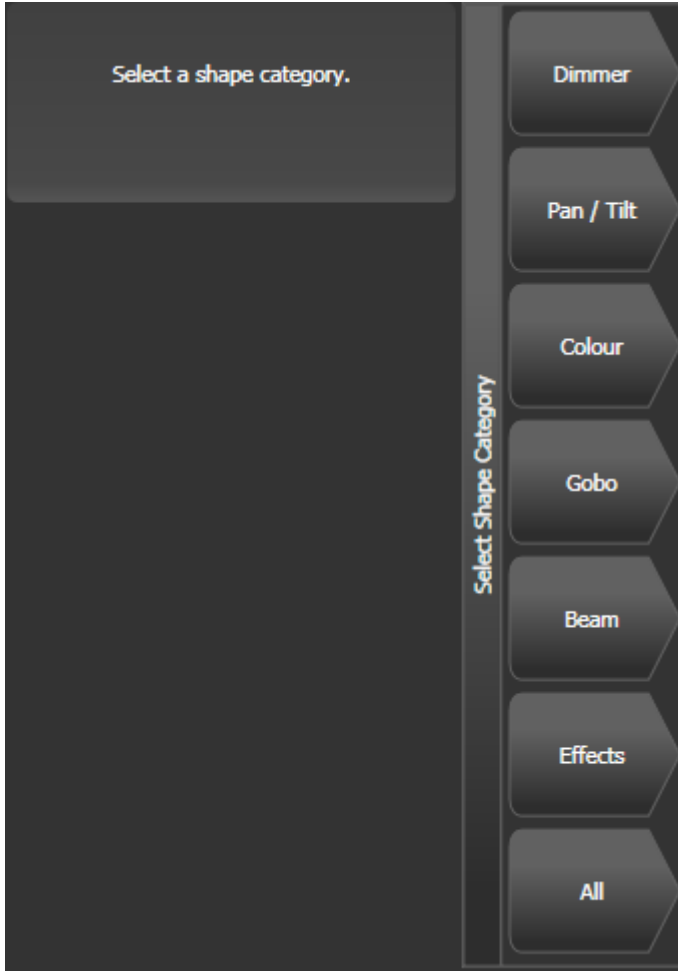 Select a shape category.
Select Shape Category
Dimmer
Pan / Tilt
Colour
Gobo
Beam
Effects
All